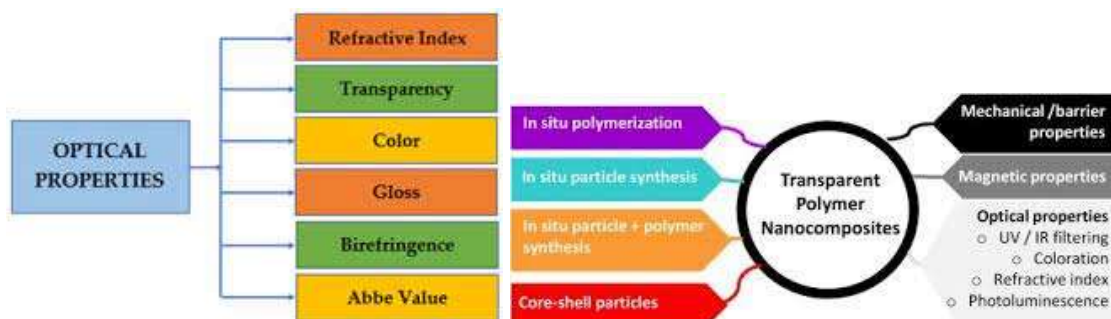 OPTICAL
PROPERTIES
Refractive Index
Transparency
Color
Gloss
Birefringence
Abbe Value
In situ polymerization
In situ particle synthesis
In situ particle + polymer
synthesis
Core-shell particles
Transparent
Polymer
Nanocomposites
Mechanical /barrier
properties
Magnetic properties
Optical properties
o UV / IR filtering
o Coloration
o Refractive index
o Photoluminescence